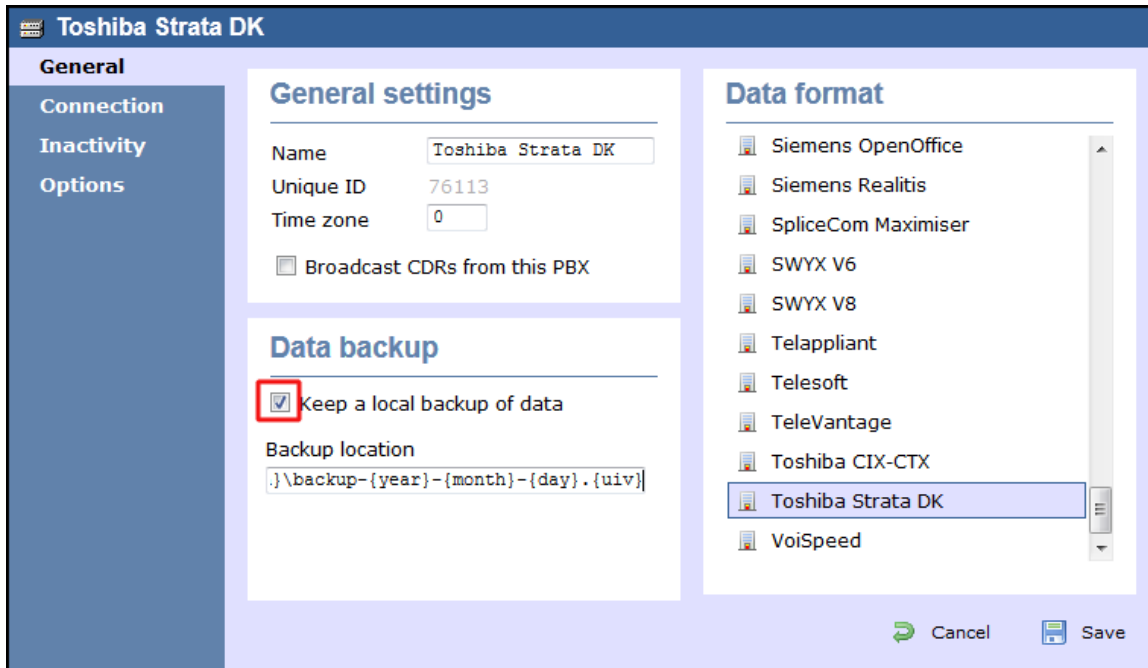 Toshiba Strata DK
General
Connection
Inactivity
Options
General settings
Name
Toshiba Strata DK
Unique ID
76113
Time zone
0
Broadcast CDRs from this PBX
Data backup
Keep a local backup of data
Backup location
.}\backup-{year}-{month}-{day}.{uiv}
Data format
Siemens OpenOffice
Siemens Realitis
SpliceCom Maximiser
SWYX V6
SWYX V8
Telappliant
Telesoft
TeleVantage
Toshiba CIX-CTX
Toshiba Strata DK
VoiSpeed
Cancel
Save